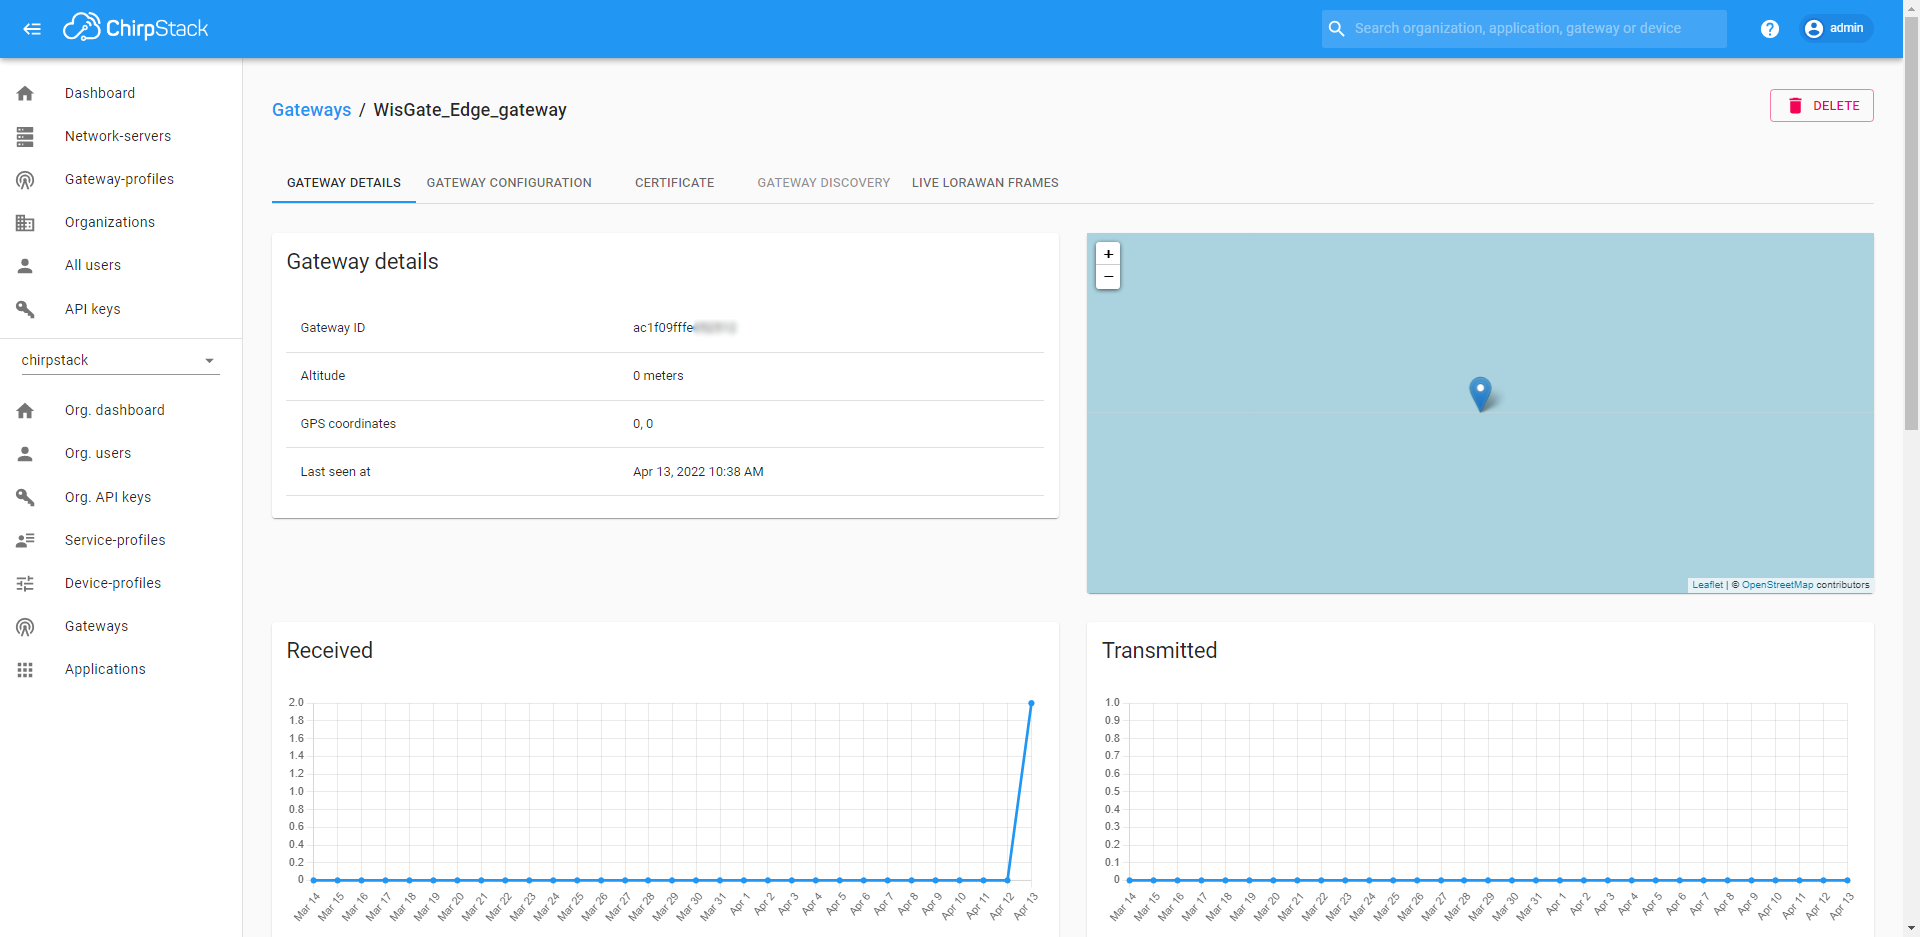 ChirpStack
Search organization, application, gateway or device
? admin
Dashboard
Network-servers
Gateway-profiles
Organizations
All users
API keys
chirpstack
Org. dashboard
Org. users
Org. API keys
Service-profiles
Device-profiles
Gateways
Applications
Gateways / WisGate_Edge_gateway
DELETE
GATEWAY DETAILS GATEWAY CONFIGURATION CERTIFICATE GATEWAY DISCOVERY LIVE LORAWAN FRAMES
Gateway details
Gateway ID ac1f09fffe
Altitude 0 meters
GPS coordinates 0, 0
Last seen at Apr 13, 2022 10:38 AM
+
−
Leaflet | © OpenStreetMap contributors
Received
2.0
1.8
1.6
1.4
1.2
1.0
0.8
0.6
0.4
0.2
0
Mar 14 Mar 15 Mar 16 Mar 17 Mar 18 Mar 19 Mar 20 Mar 21 Mar 22 Mar 23 Mar 24 Mar 25 Mar 26 Mar 27 Mar 28 Mar 29 Mar 30 Mar 31 Apr 1 Apr 2 Apr 3 Apr 4 Apr 5 Apr 6 Apr 7 Apr 8 Apr 9 Apr 10 Apr 11 Apr 12 Apr 13
Transmitted
1.0
0.9
0.8
0.7
0.6
0.5
0.4
0.3
0.2
0.1
0
Mar 14 Mar 15 Mar 16 Mar 17 Mar 18 Mar 19 Mar 20 Mar 21 Mar 22 Mar 23 Mar 24 Mar 25 Mar 26 Mar 27 Mar 28 Mar 29 Mar 30 Mar 31 Apr 1 Apr 2 Apr 3 Apr 4 Apr 5 Apr 6 Apr 7 Apr 8 Apr 9 Apr 10 Apr 11 Apr 12 Apr 13